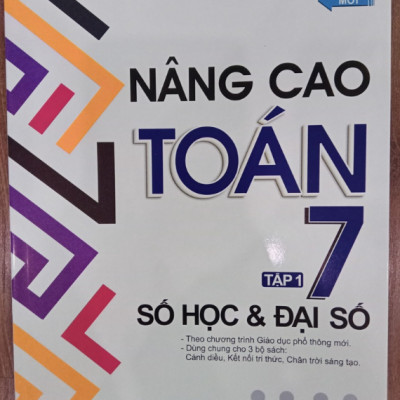 MỚI
NÂNG CAO
TOÁN
7
TẬP 1
SỐ HỌC & ĐẠI SỐ
- Theo chương trình Giáo dục phổ thông mới.
- Dùng chung cho 3 bộ sách:
Cánh diều, Kết nối tri thức, Chân trời sáng tạo.